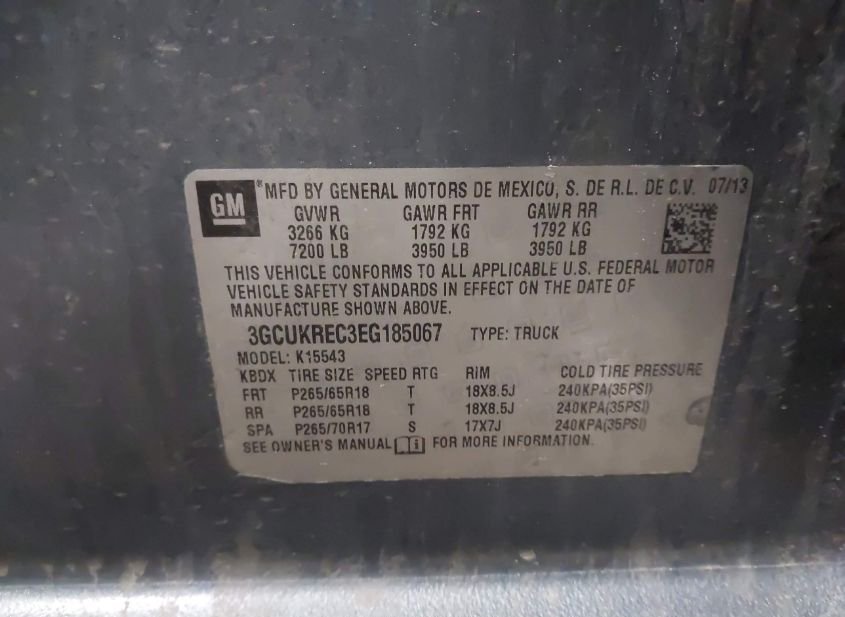 GM ® MFD BY GENERAL MOTORS DE MEXICO, S. DE R.L. DE C.V. 07/13
GVWR GAWR FRT GAWR RR
3266 KG 1792 KG 1792 KG
7200 LB 3950 LB 3950 LB
THIS VEHICLE CONFORMS TO ALL APPLICABLE U.S. FEDERAL MOTOR
VEHICLE SAFETY STANDARDS IN EFFECT ON THE DATE OF
MANUFACTURE SHOWN ABOVE.
3GCUKREC3EG185067 TYPE: TRUCK
MODEL: K15543
KBDX TIRE SIZE SPEED RTG RIM COLD TIRE PRESSURE
FRT P265/65R18 T 18X8.5J 240KPA(35PSI)
RR P265/65R18 T 18X8.5J 240KPA(35PSI)
SPA P265/70R17 S 17X7J 240KPA(35PSI)
SEE OWNER'S MANUAL i FOR MORE INFORMATION.